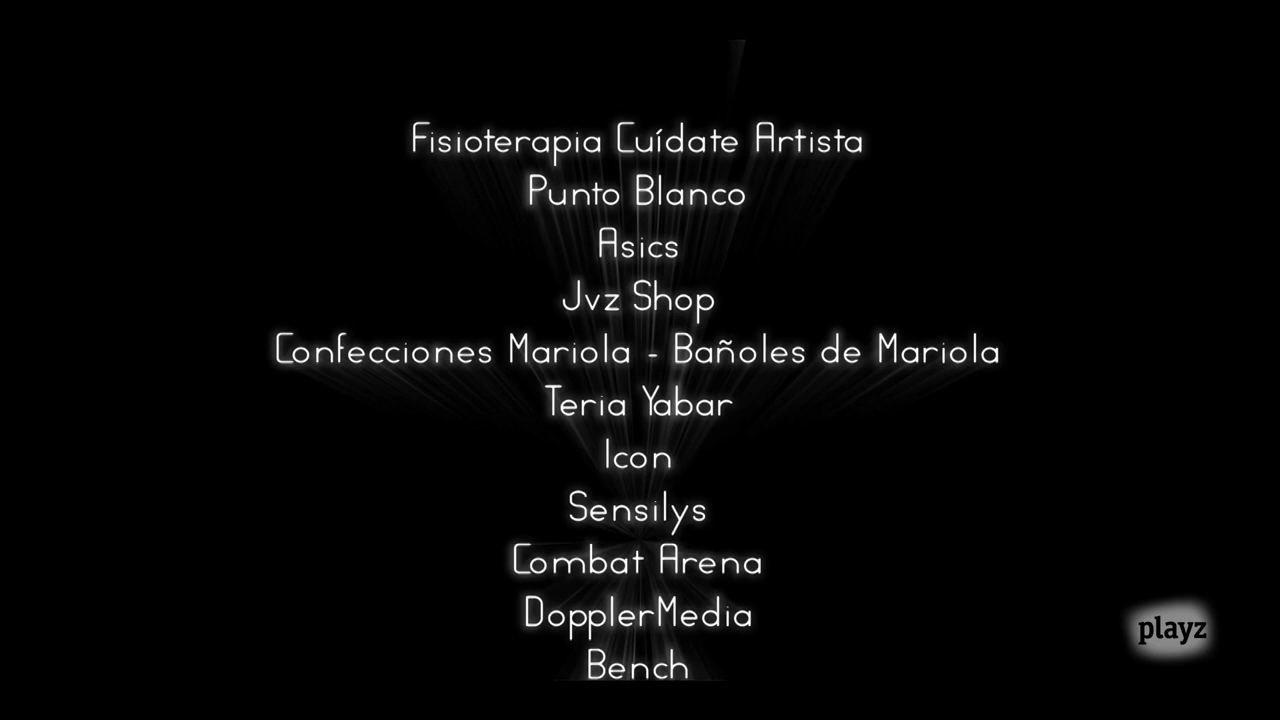 Fisioterapia Cuídate Artista
Punto Blanco
Asics
Jvz Shop
Confecciones Mariola - Bañoles de Mariola
Teria Yabar
Icon
Sensilys
Combat Arena
DopplerMedia
Bench
playz